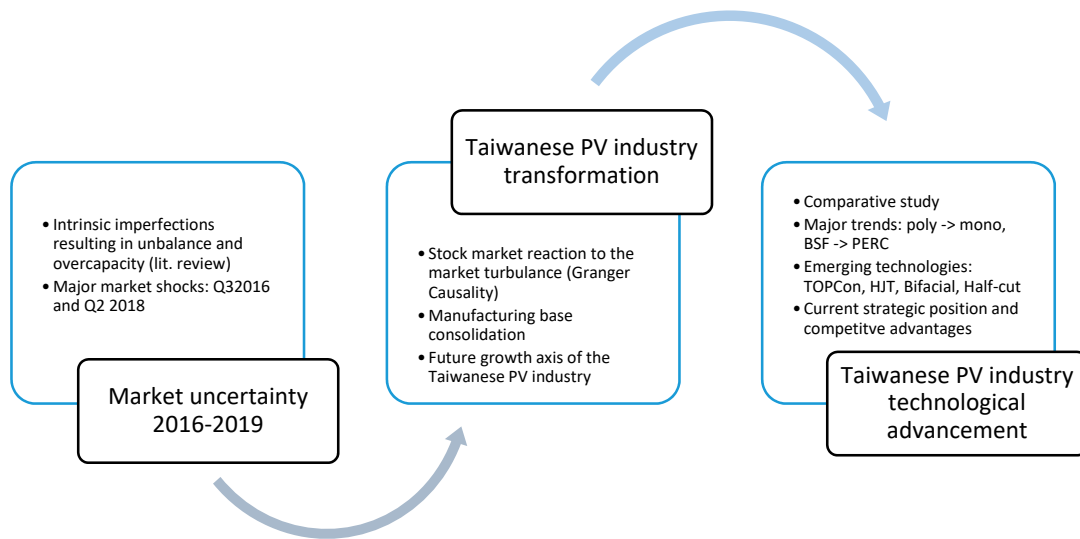 • Intrinsic imperfections
resulting in unbalance and
overcapacity (lit. review)
• Major market shocks: Q32016
and Q2 2018
Market uncertainty
2016-2019
Taiwanese PV industry
transformation
• Stock market reaction to the
market turbulance (Granger
Causality)
• Manufacturing base
consolidation
• Future growth axis of the
Taiwanese PV industry
• Comparative study
• Major trends: poly -> mono,
BSF -> PERC
• Emerging technologies:
TOPCon, HJT, Bifacial, Half-cut
• Current strategic position and
competitve advantages
Taiwanese PV industry
technological
advancement